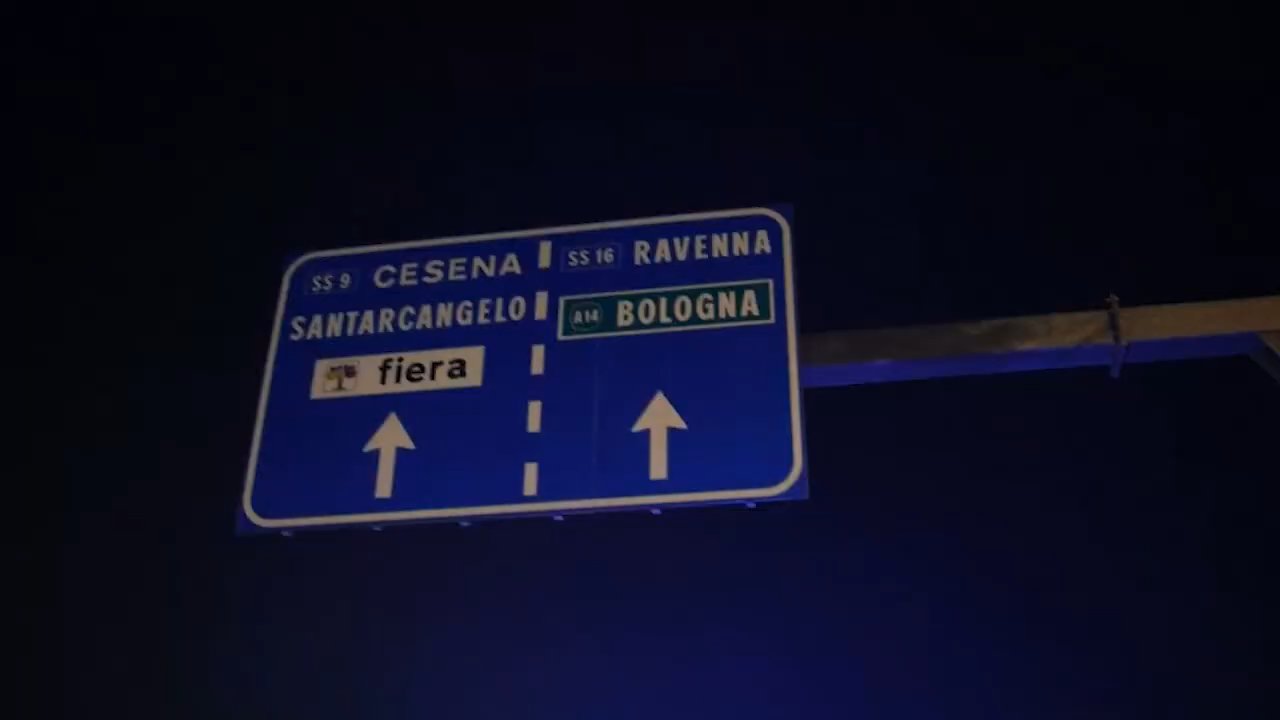 SS 9 CESENA
SANTARCANGELO
fiera
SS 16 RAVENNA
A14 BOLOGNA